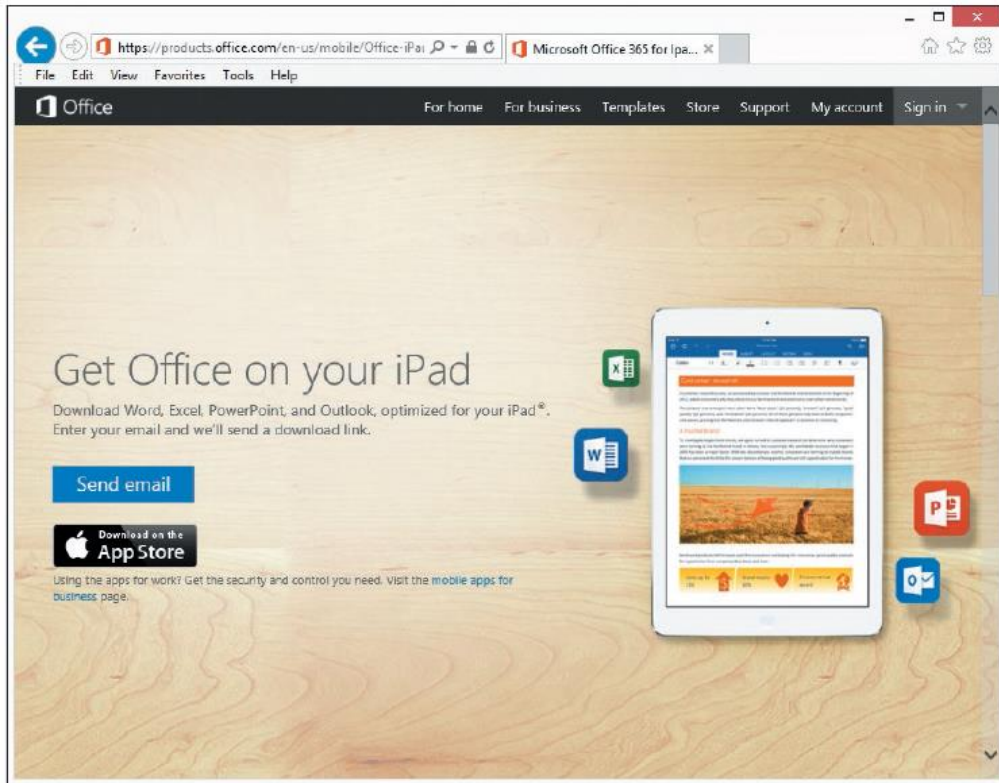 https://products.office.com/en-us/mobile/Office-iPa
Microsoft Office 365 for Ipa...
File Edit View Favorites Tools Help
Office
For home For business Templates Store Support My account Sign in
Get Office on your iPad
Download Word, Excel, PowerPoint, and Outlook, optimized for your iPad®.
Enter your email and we'll send a download link.
Send email
Download on the
App Store
Using the apps for work? Get the security and control you need. Visit the mobile apps for
business page.